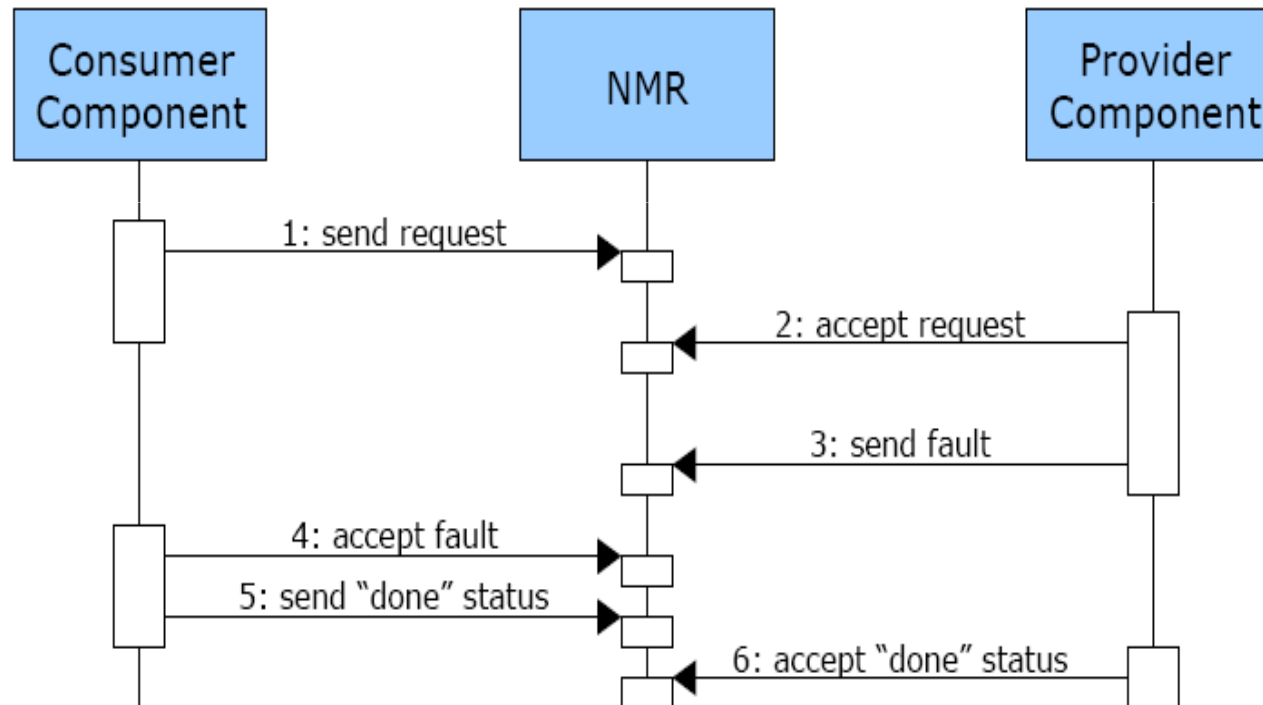 Consumer
Component
NMR
Provider
Component
1: send request
2: accept request
3: send fault
4: accept fault
5: send “done” status
6: accept “done” status